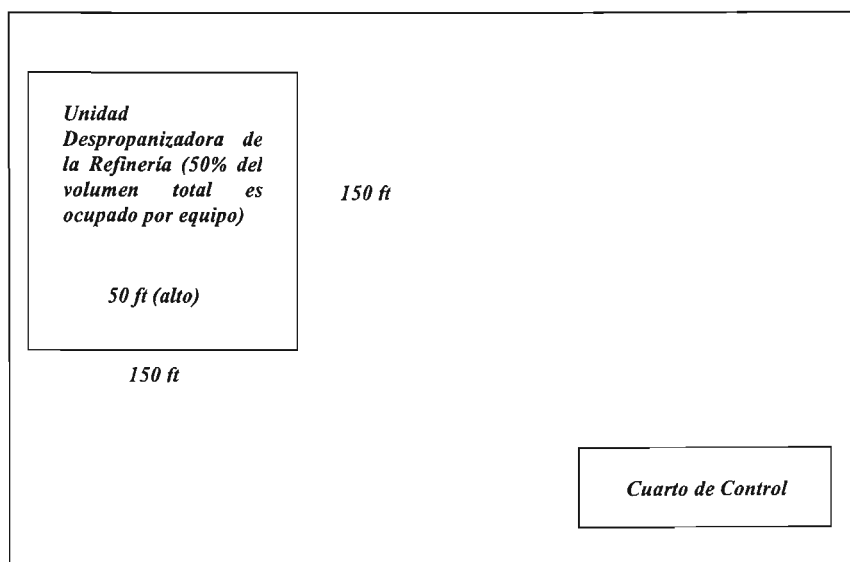 Unidad
Despropanizadora de
la Refinería (50% del
volumen total es
ocupado por equipo)
150 ft
50 ft (alto)
150 ft
Cuarto de Control